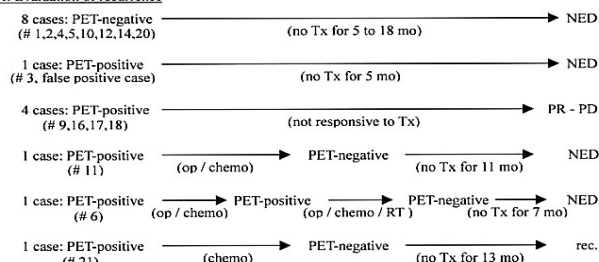 8 cases: PET-negative NED
(# 1,2,4,5,10,12,14,20) (no Tx for 5 to 18 mo)
1 case: PET-positive NED
(# 3, false positive case) (no Tx for 5 mo)
4 cases: PET-positive PR - PD
(# 9,16,17,18) (not responsive to Tx)
1 case: PET-positive PET-negative NED
(# 11) (op / chemo) (no Tx for 11 mo)
1 case: PET-positive PET-positive PET-negative NED
(# 6) (op / chemo) (op / chemo / RT ) (no Tx for 7 mo)
1 case: PET-positive PET-negative rec.
(# 21) (chemo) (no Tx for 13 mo)